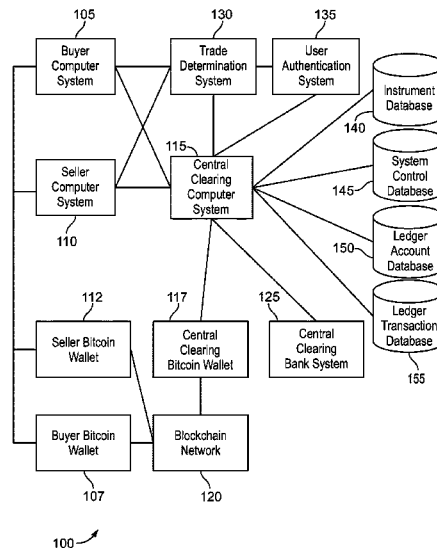 105
130
135
Buyer
Computer
System
Trade
Determination
System
User
Authentication
System
Instrument
Database
140
115
System
Control
Database
145
Seller
Computer
System
110
Central
Clearing
Computer
System
Ledger
Account
Database
150
Ledger
Transaction
Database
155
112
117
125
Seller Bitcoin
Wallet
Central
Clearing
Bitcoin Wallet
Central
Clearing
Bank System
Buyer Bitcoin
Wallet
107
Blockchain
Network
120
100